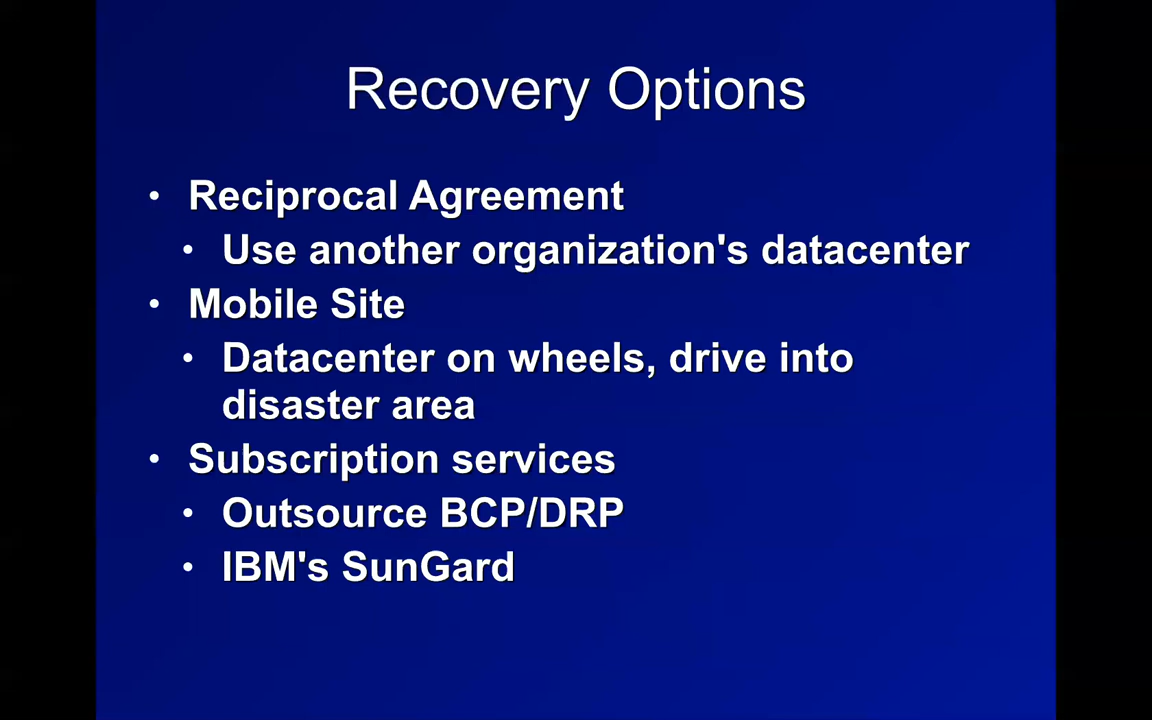 Recovery Options
• Reciprocal Agreement
• Use another organization's datacenter
• Mobile Site
• Datacenter on wheels, drive into
disaster area
• Subscription services
• Outsource BCP/DRP
• IBM's SunGard